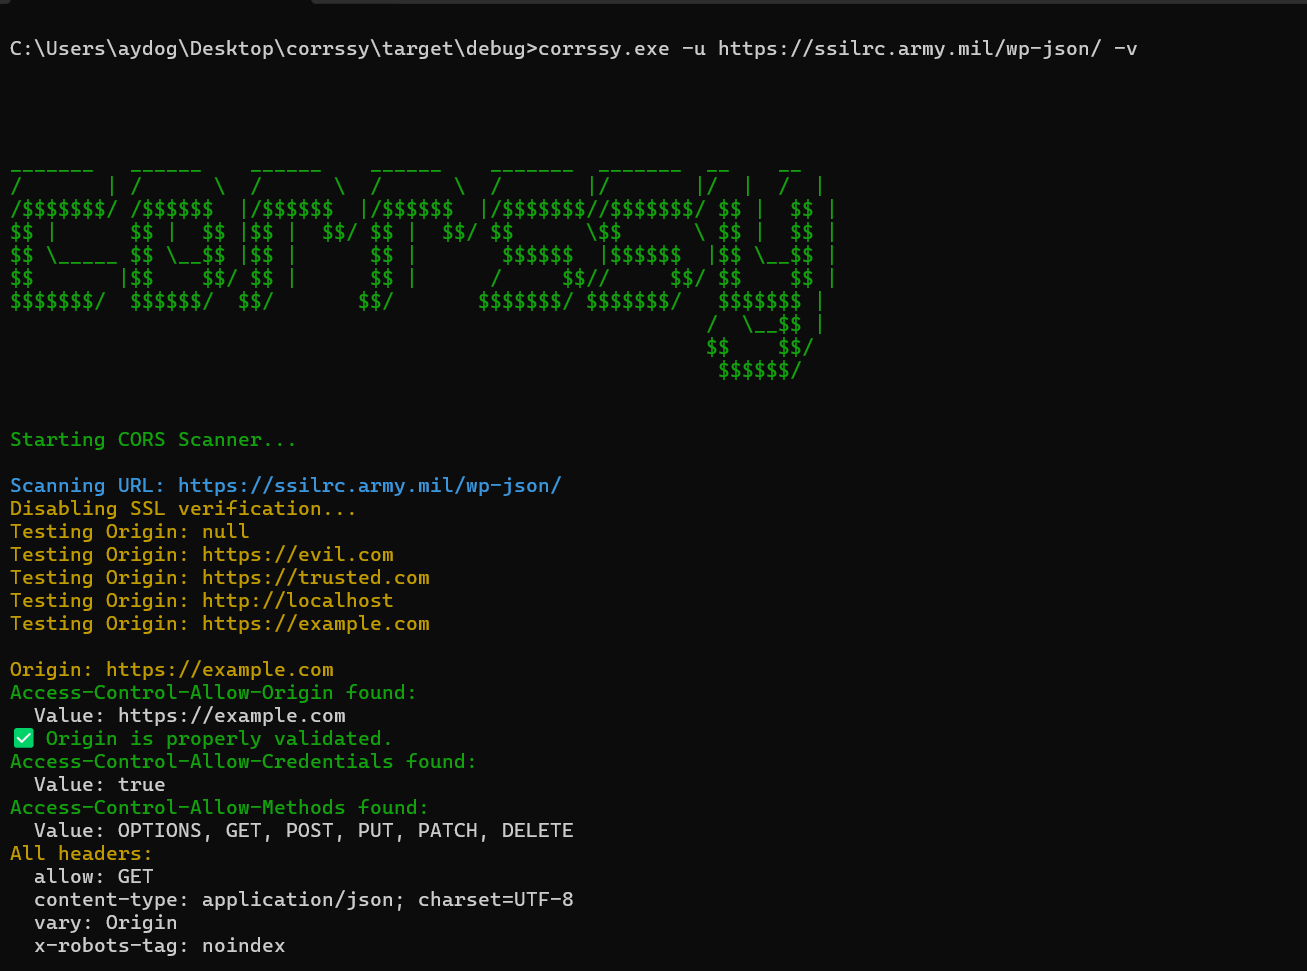 C:\Users\aydog\Desktop\corrssy\target\debug>corrssy.exe -u https://ssilrc.army.mil/wp-json/ -v
 _______   ______    ______    ______    _______  _______  __    __
/       | /      \  /      \  /      \  /       |/       |/  |  /  |
/$$$$$$$/ /$$$$$$  |/$$$$$$  |/$$$$$$  |/$$$$$$$//$$$$$$$/ $$ |  $$ |
$$ |      $$ |  $$ |$$ |  $$/ $$ |  $$/ $$      \$$      \ $$ |  $$ |
$$ \_____ $$ \__$$ |$$ |      $$ |       $$$$$$  |$$$$$$  |$$ \__$$ |
$$       |$$    $$/ $$ |      $$ |      /     $$//     $$/ $$    $$ |
$$$$$$$/  $$$$$$/  $$/       $$/       $$$$$$$/ $$$$$$$/   $$$$$$$ |
                                                          /  \__$$ |
                                                          $$    $$/
                                                           $$$$$$/
Starting CORS Scanner...
Scanning URL: https://ssilrc.army.mil/wp-json/
Disabling SSL verification...
Testing Origin: null
Testing Origin: https://evil.com
Testing Origin: https://trusted.com
Testing Origin: http://localhost
Testing Origin: https://example.com
Origin: https://example.com
Access-Control-Allow-Origin found:
  Value: https://example.com
✅ Origin is properly validated.
Access-Control-Allow-Credentials found:
  Value: true
Access-Control-Allow-Methods found:
  Value: OPTIONS, GET, POST, PUT, PATCH, DELETE
All headers:
  allow: GET
  content-type: application/json; charset=UTF-8
  vary: Origin
  x-robots-tag: noindex